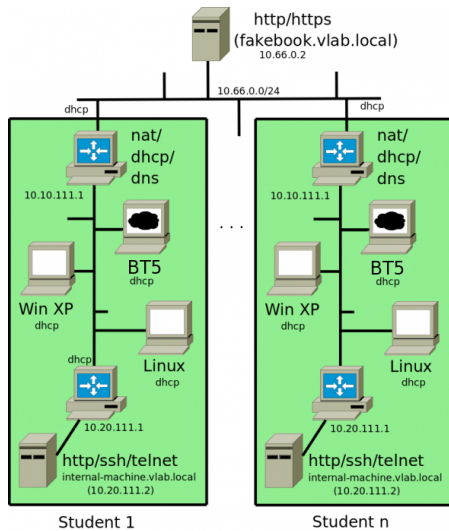 http/https
(fakebook.vlab.local)
10.66.0.2
10.66.0.0/24
dhcp
dhcp
nat/
dhcp/
dns
10.10.111.1
BT5
dhcp
Win XP
dhcp
Linux
dhcp
dhcp
10.20.111.1
http/ssh/telnet
internal-machine.vlab.local
(10.20.111.2)
Student 1
. . .
nat/
dhcp/
dns
10.10.111.1
BT5
dhcp
Win XP
dhcp
Linux
dhcp
10.20.111.1
http/ssh/telnet
internal-machine.vlab.local
(10.20.111.2)
Student n